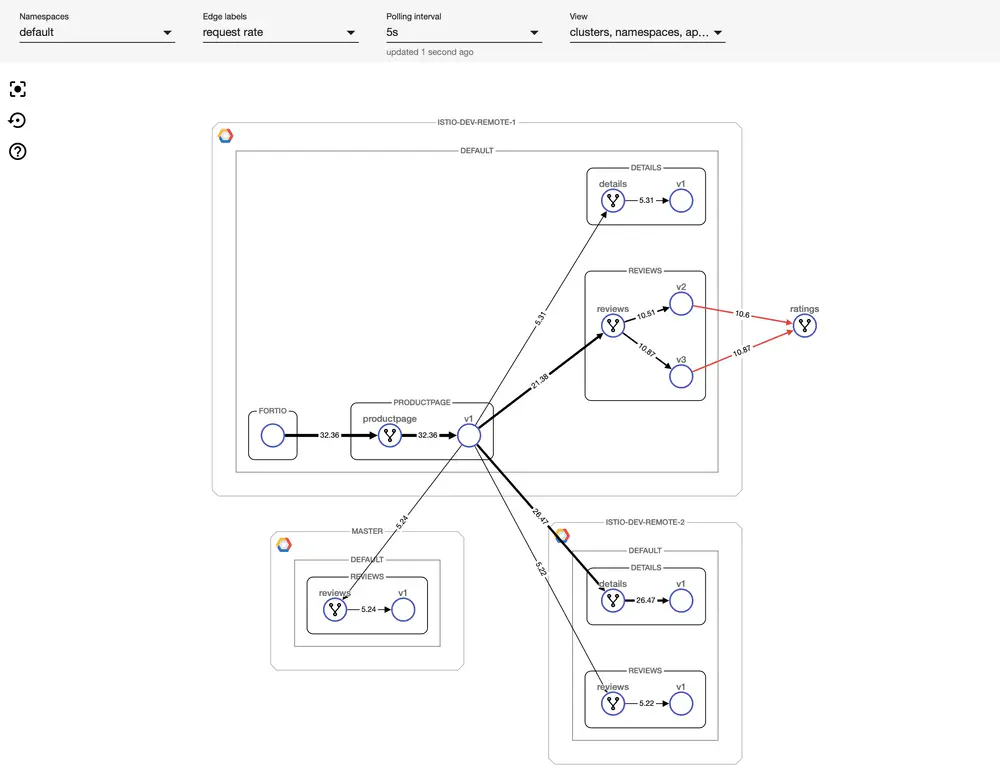 Namespaces
default
Edge labels
request rate
Polling interval
5s
updated 1 second ago
View
clusters, namespaces, ap...
ISTIO-DEV-REMOTE-1
DEFAULT
DETAILS
details
v1
5.31
5.31
REVIEWS
v2
reviews
10.51
10.6
ratings
10.87
10.87
v3
21.38
PRODUCTPAGE
FORTIO
productpage
v1
32.36
32.36
5.24
26.47
5.22
MASTER
DEFAULT
REVIEWS
reviews
v1
5.24
ISTIO-DEV-REMOTE-2
DEFAULT
DETAILS
details
v1
26.47
REVIEWS
reviews
v1
5.22